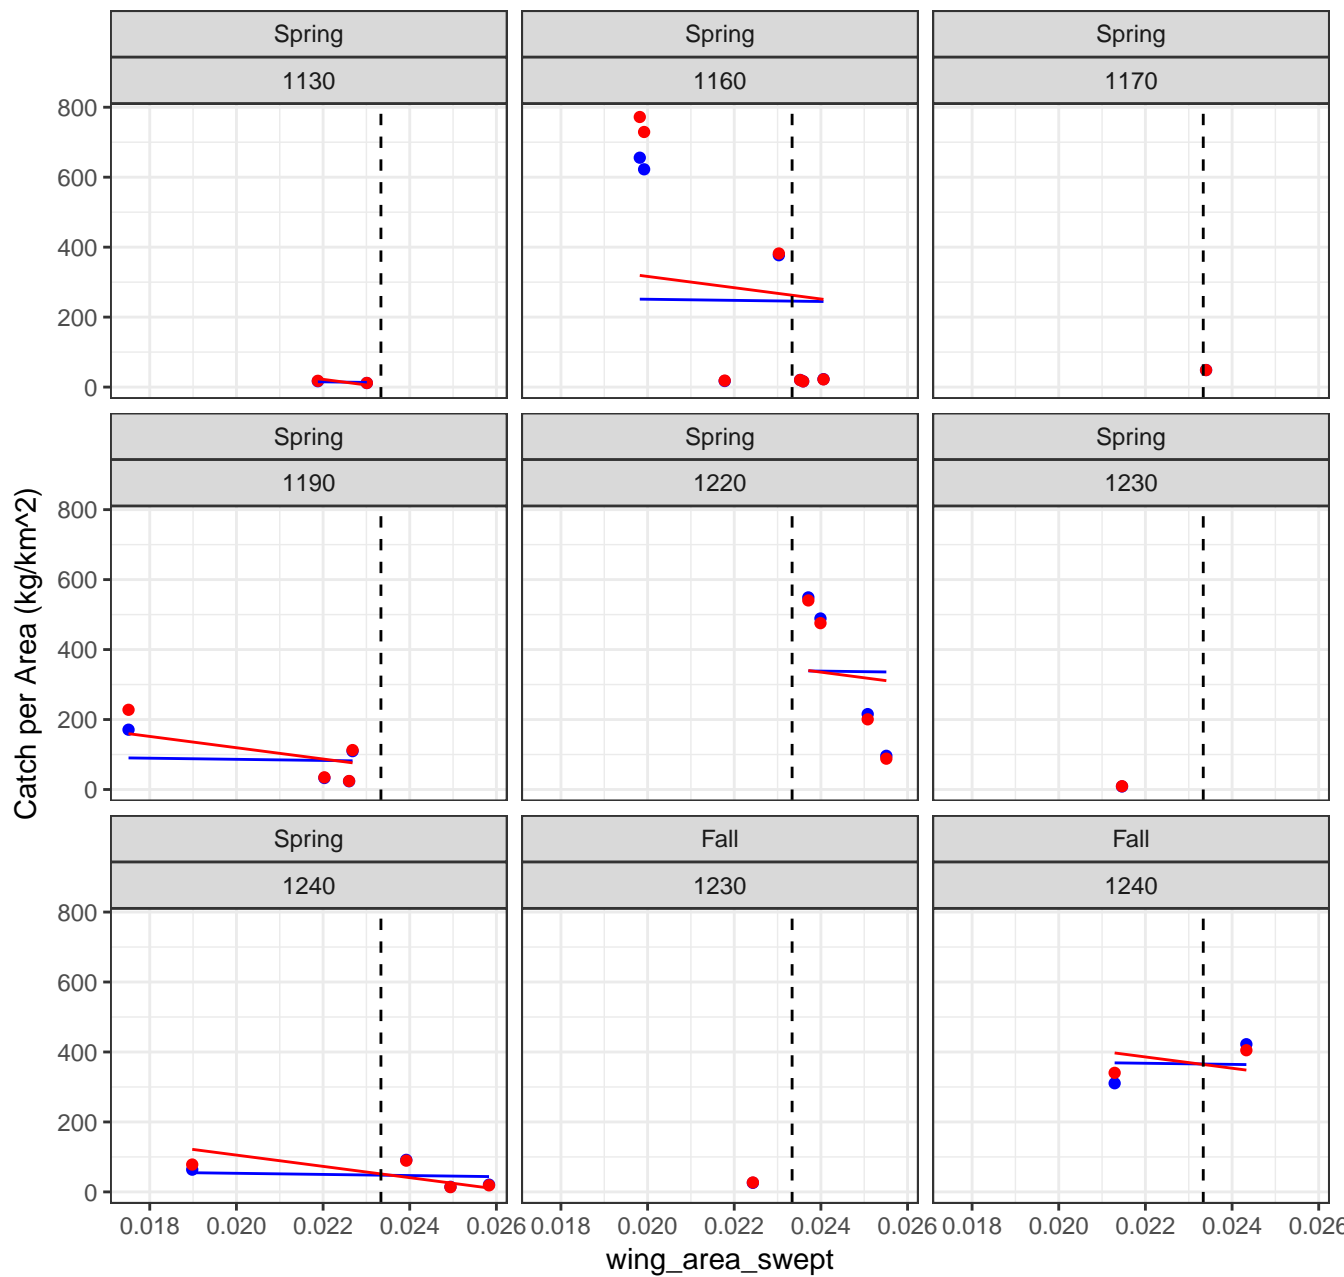 Spring Spring Spring
1130 1160 1170
800
600
400
200
0
Spring Spring Spring
1190 1220 1230
800
600
400
200
0
Catch per Area (kg/km^2)
Spring Fall Fall
1240 1230 1240
800
600
400
200
0
0.018 0.020 0.022 0.024 0.026 0.018 0.020 0.022 0.024 0.026 0.018 0.020 0.022 0.024 0.026
wing_area_swept